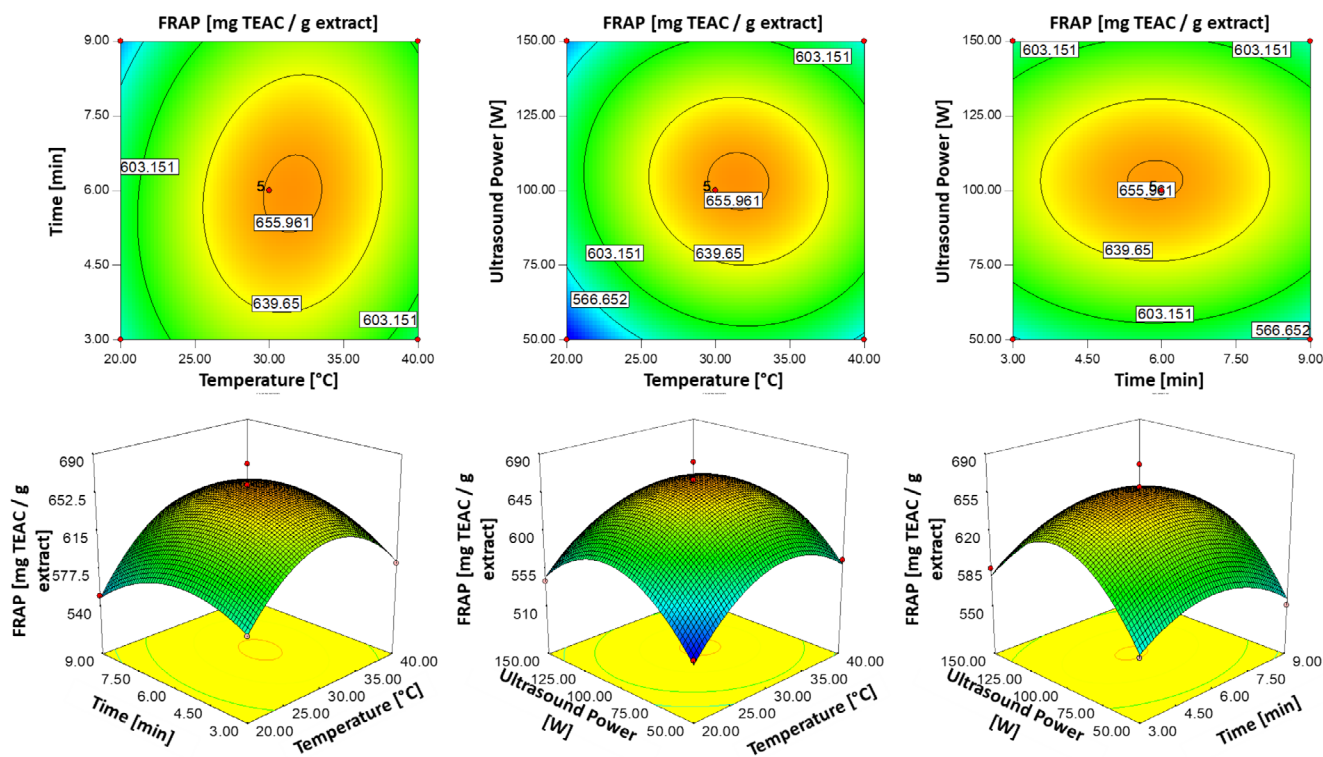 FRAP [mg TEAC / g extract]
9.00
7.50
6.00
4.50
3.00
Time [min]
603.151
5
655.961
639.65
603.151
20.00 25.00 30.00 35.00 40.00
Temperature [°C]
FRAP [mg TEAC / g extract]
150.00
125.00
100.00
75.00
50.00
Ultrasound Power [W]
603.151
5
655.961
603.151
639.65
566.652
20.00 25.00 30.00 35.00 40.00
Temperature [°C]
FRAP [mg TEAC / g extract]
150.00
125.00
100.00
75.00
50.00
Ultrasound Power [W]
603.151 603.151
5
655.961
639.65
603.151
566.652
3.00 4.50 6.00 7.50 9.00
Time [min]
FRAP [mg TEAC / g
extract]
690
652.5
615
577.5
540
9.00
7.50
6.00
4.50
3.00
Time [min]
40.00
35.00
30.00
25.00
20.00
Temperature [°C]
FRAP [mg TEAC / g
extract]
690
645
600
555
510
150.00
125.00
100.00
75.00
50.00
Ultrasound Power
[W]
40.00
35.00
30.00
25.00
20.00
Temperature [°C]
FRAP [mg TEAC / g
extract]
690
655
620
585
550
150.00
125.00
100.00
75.00
50.00
Ultrasound Power
[W]
9.00
7.50
6.00
4.50
3.00
Time [min]